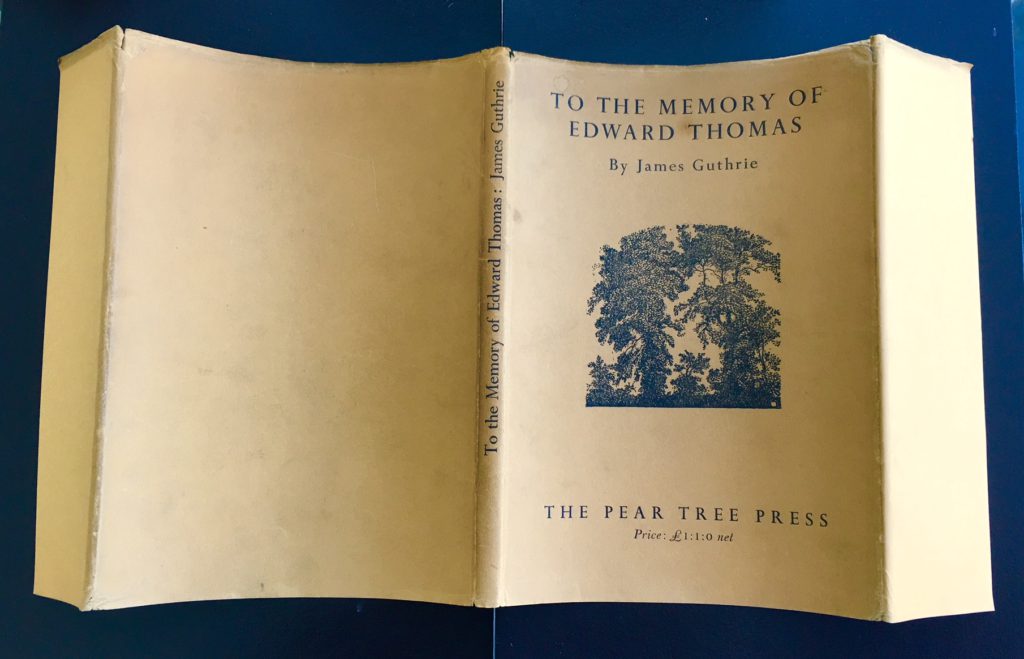 To the Memory of Edward Thomas: James Guthrie
TO THE MEMORY OF
EDWARD THOMAS
By James Guthrie
THE PEAR TREE PRESS
Price: £1:1:0 net